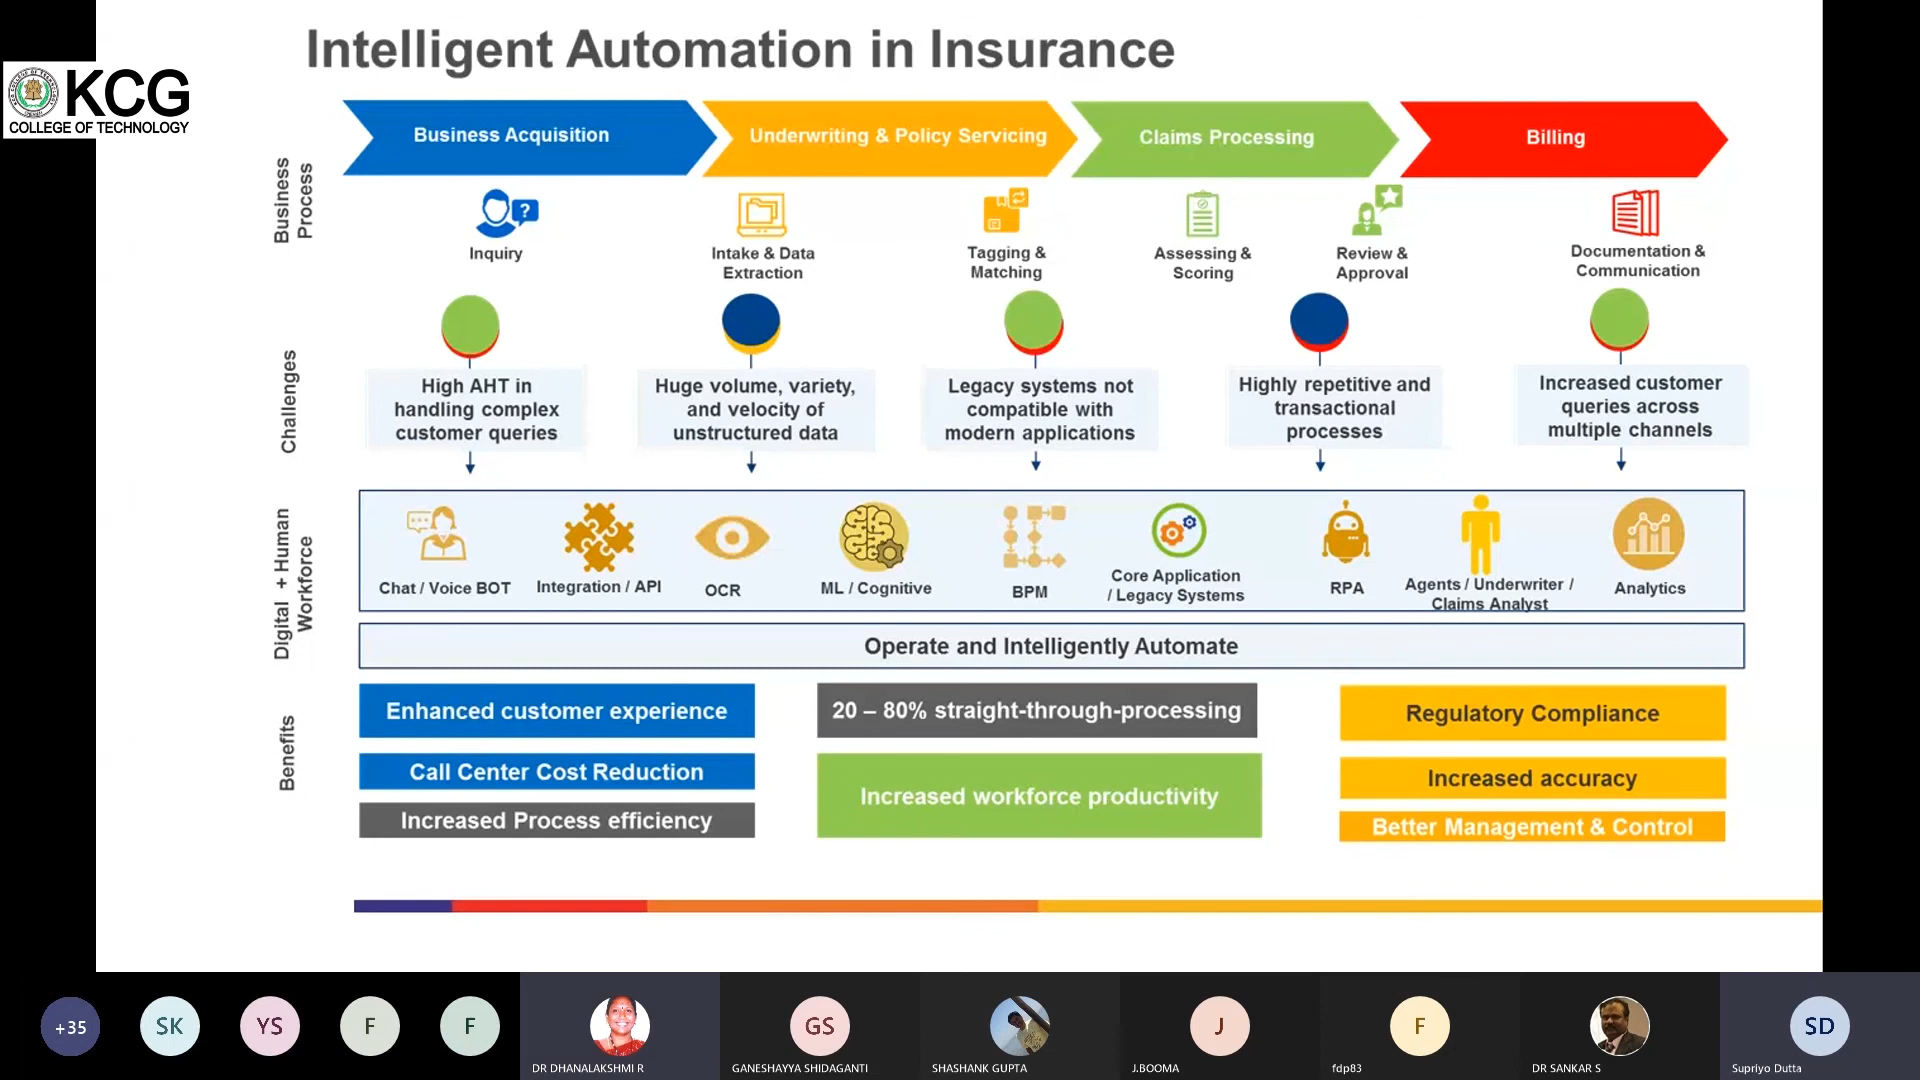 Intelligent Automation in Insurance
KCG
COLLEGE OF TECHNOLOGY
Business
Process
Business Acquisition
Underwriting & Policy Servicing
Claims Processing
Billing
?
Inquiry
Intake & Data
Extraction
Tagging &
Matching
Assessing &
Scoring
Review &
Approval
Documentation &
Communication
Challenges
High AHT in
handling complex
customer queries
Huge volume, variety,
and velocity of
unstructured data
Legacy systems not
compatible with
modern applications
Highly repetitive and
transactional
processes
Increased customer
queries across
multiple channels
Digital + Human
Workforce
Chat / Voice BOT
Integration / API
OCR
ML / Cognitive
BPM
Core Application
/ Legacy Systems
RPA
Agents / Underwriter /
Claims Analyst
Analytics
Operate and Intelligently Automate
Benefits
Enhanced customer experience
Call Center Cost Reduction
Increased Process efficiency
20 – 80% straight-through-processing
Increased workforce productivity
Regulatory Compliance
Increased accuracy
Better Management & Control
+35
SK
YS
F
F
DR DHANALAKSHMI R
GS
GANESHAYYA SHIDAGANTI
SHASHANK GUPTA
J
J.BOOMA
F
fdp83
DR SANKAR S
SD
Supriyo Dutta